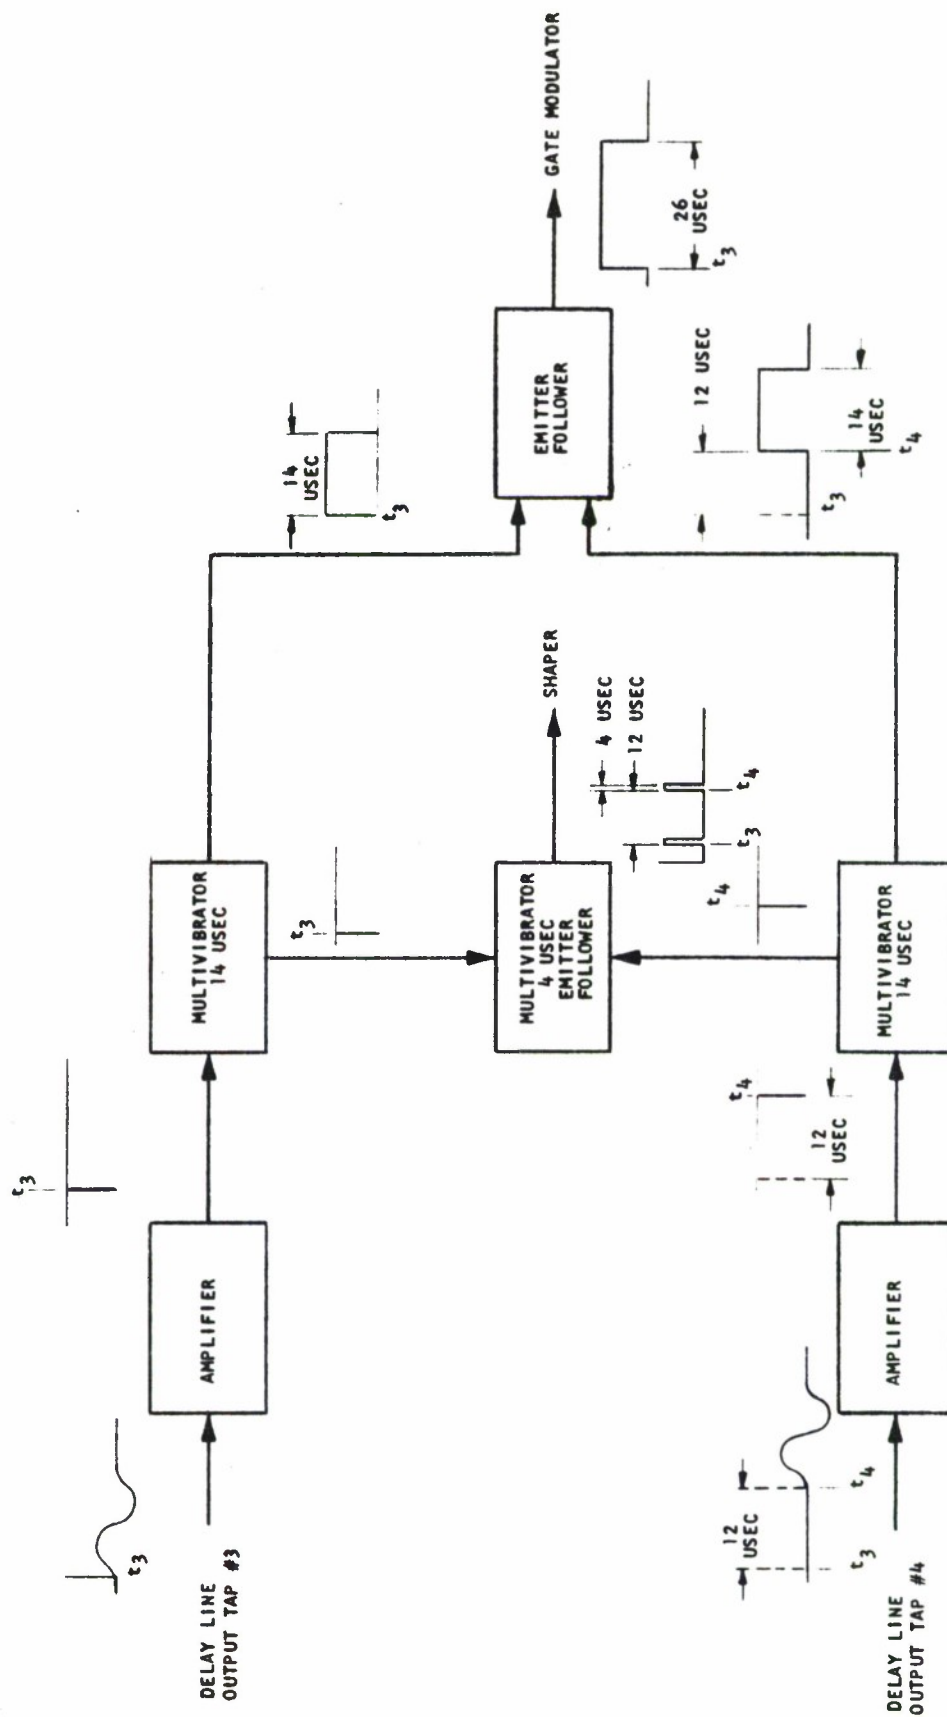 t3
DELAY LINE
OUTPUT TAP #3
AMPLIFIER
t3
MULTIVIBRATOR
14 USEC
t3
14
USEC
t3
MULTIVIBRATOR
4 USEC
EMITTER
FOLLOWER
SHAPER
4 USEC
12 USEC
t3
t4
EMITTER
FOLLOWER
GATE MODULATOR
26
USEC
t3
12
USEC
t3
t4
DELAY LINE
OUTPUT TAP #4
AMPLIFIER
t4
12
USEC
MULTIVIBRATOR
14 USEC
t4
12 USEC
t3
14
USEC
t4